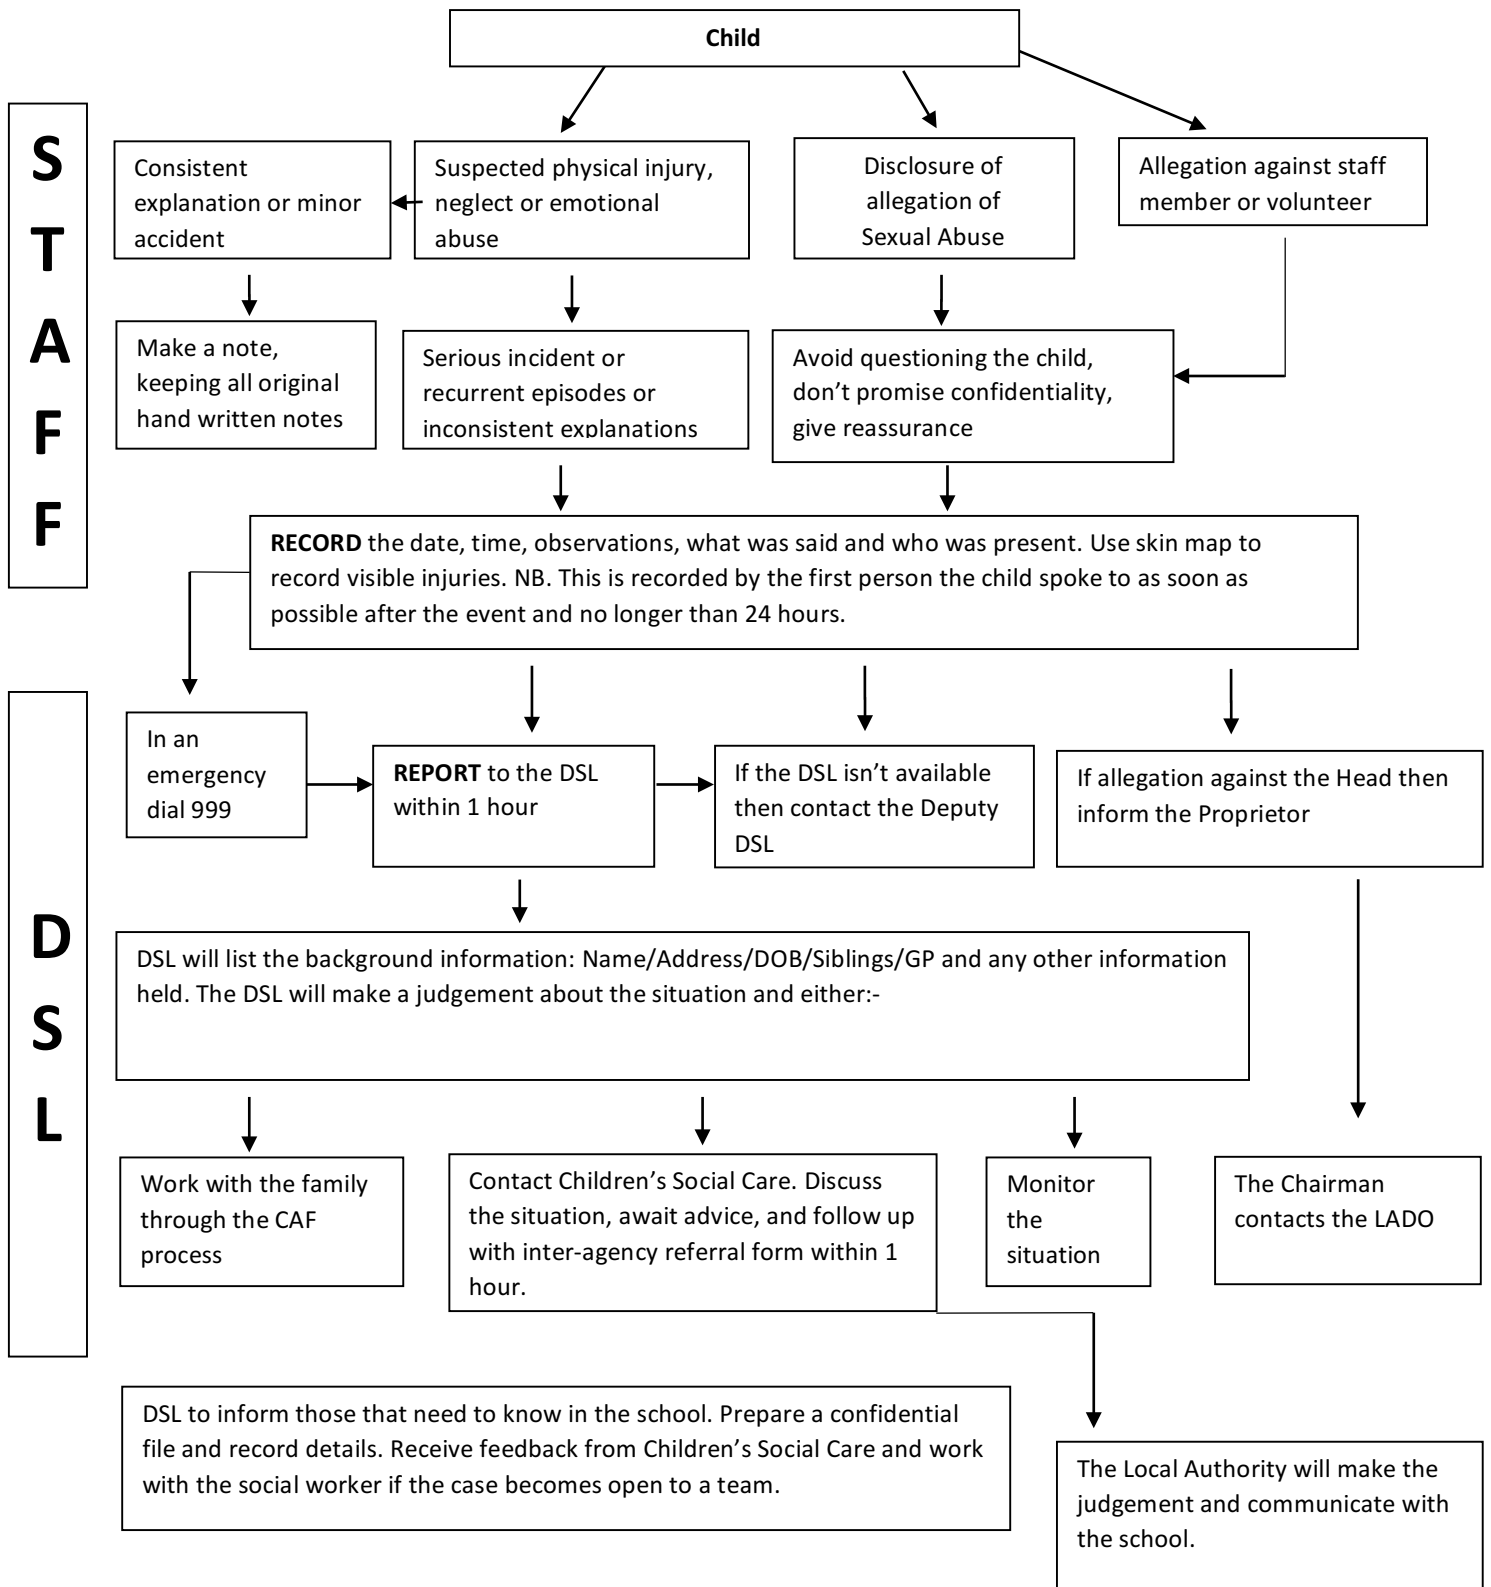 Child
STAFF
Consistent
explanation or minor
accident
Suspected physical injury,
neglect or emotional
abuse
Disclosure of
allegation of
Sexual Abuse
Allegation against staff
member or volunteer
Make a note,
keeping all original
hand written notes
Serious incident or
recurrent episodes or
inconsistent explanations
Avoid questioning the child,
don’t promise confidentiality,
give reassurance
RECORD the date, time, observations, what was said and who was present. Use skin map to
record visible injuries. NB. This is recorded by the first person the child spoke to as soon as
possible after the event and no longer than 24 hours.
DSL
In an
emergency
dial 999
REPORT to the DSL
within 1 hour
If the DSL isn’t available
then contact the Deputy
DSL
If allegation against the Head then
inform the Proprietor
DSL will list the background information: Name/Address/DOB/Siblings/GP and any other information
held. The DSL will make a judgement about the situation and either:-
Work with the family
through the CAF
process
Contact Children’s Social Care. Discuss
the situation, await advice, and follow up
with inter-agency referral form within 1
hour.
Monitor
the
situation
The Chairman
contacts the LADO
DSL to inform those that need to know in the school. Prepare a confidential
file and record details. Receive feedback from Children’s Social Care and work
with the social worker if the case becomes open to a team.
The Local Authority will make the
judgement and communicate with
the school.